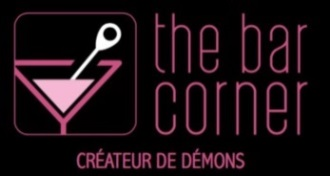 the bar
corner
CRÉATEUR DE DÉMONS